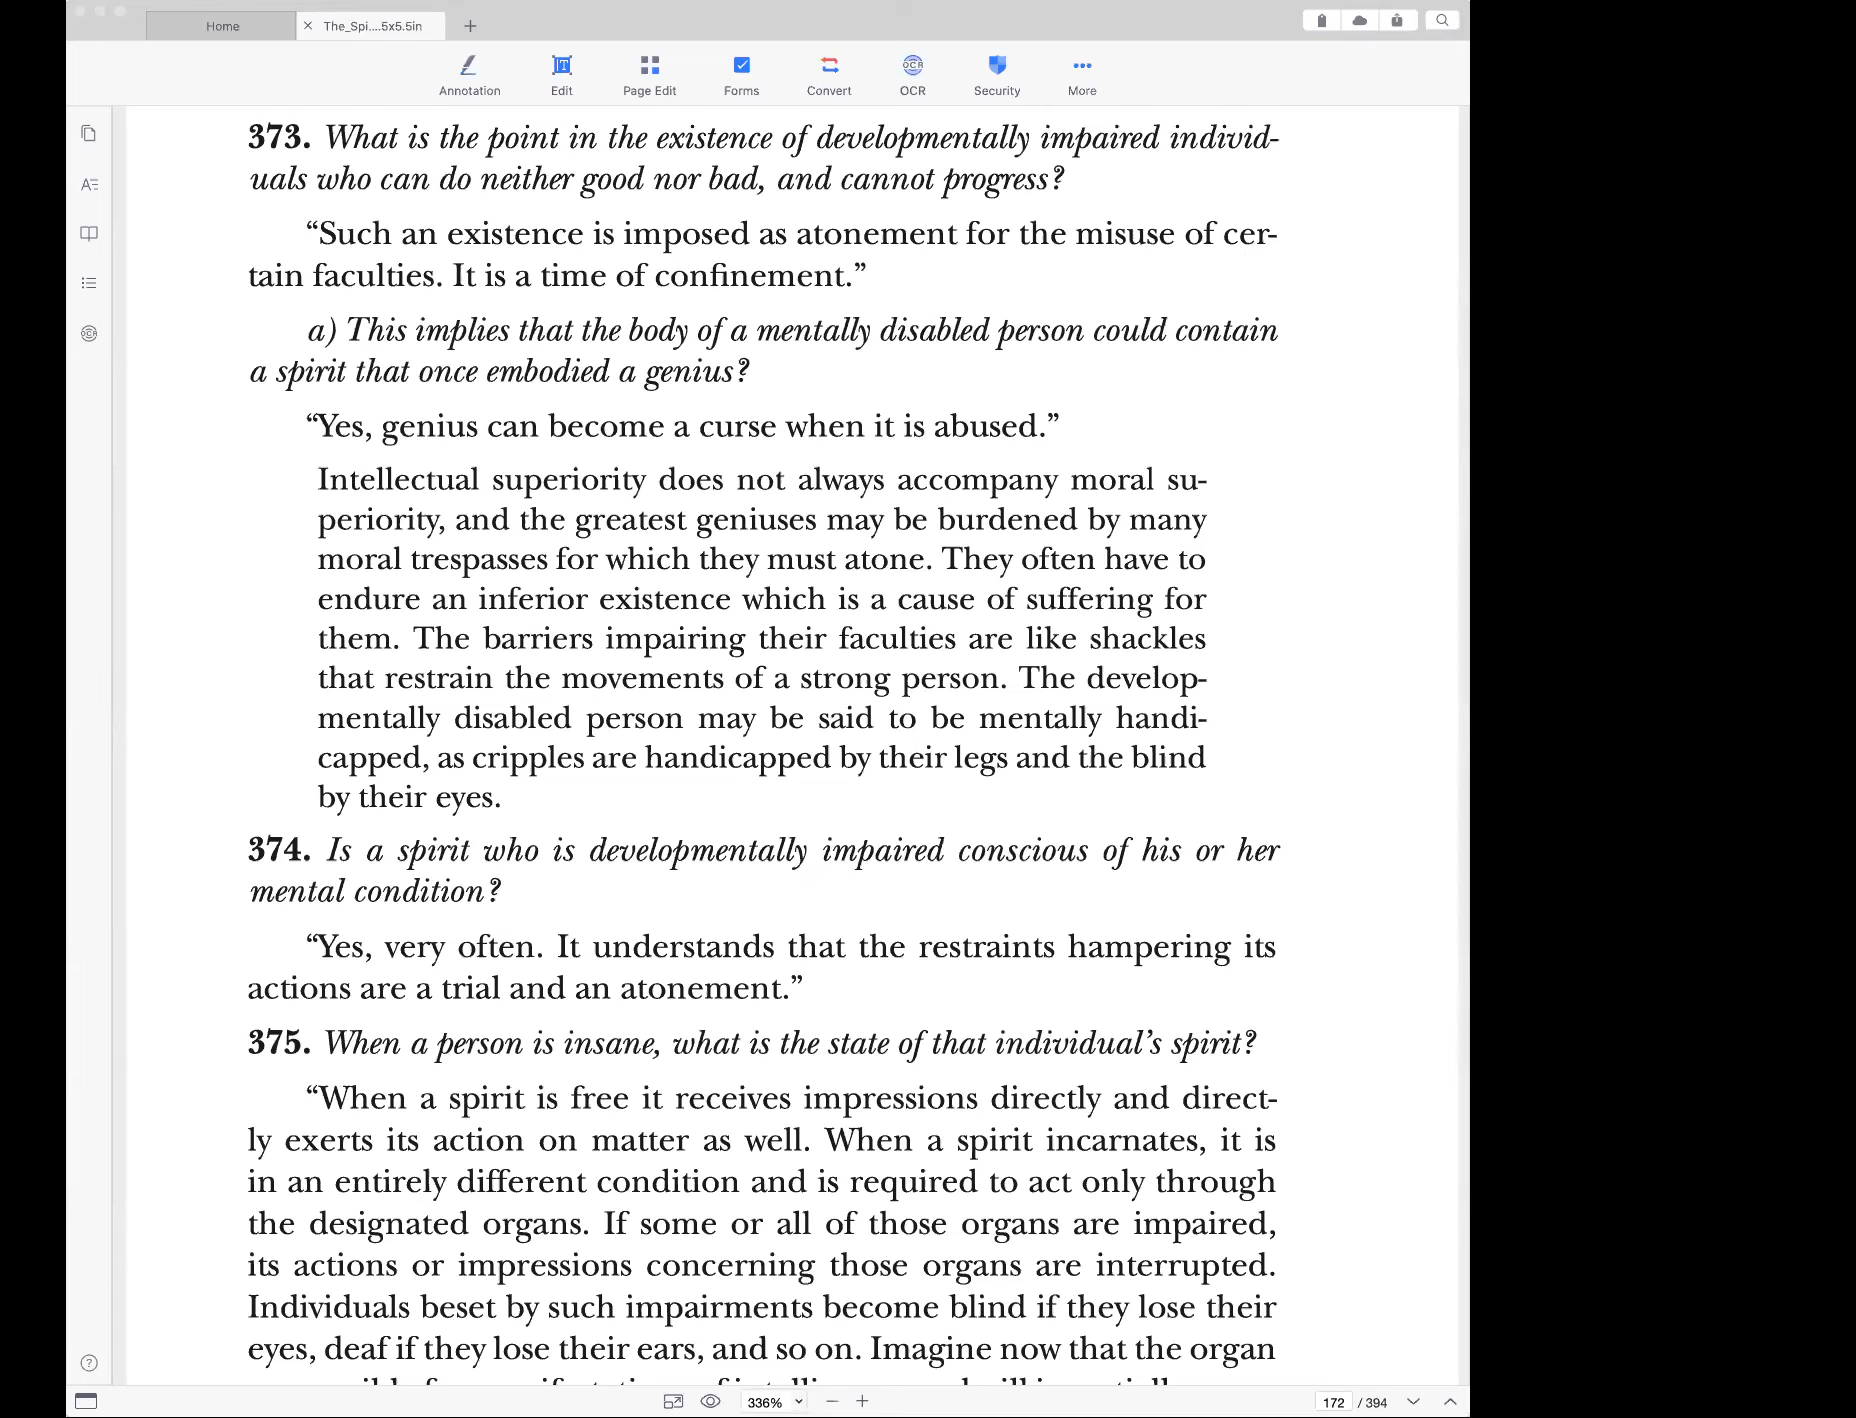 Home
The_Spi....5x5.5in
Annotation
Edit
Page Edit
Forms
Convert
OCR
Security
More
373. What is the point in the existence of developmentally impaired individ-
uals who can do neither good nor bad, and cannot progress?
“Such an existence is imposed as atonement for the misuse of cer-
tain faculties. It is a time of confinement.”
a) This implies that the body of a mentally disabled person could contain
a spirit that once embodied a genius?
“Yes, genius can become a curse when it is abused.”
Intellectual superiority does not always accompany moral su-
periority, and the greatest geniuses may be burdened by many
moral trespasses for which they must atone. They often have to
endure an inferior existence which is a cause of suffering for
them. The barriers impairing their faculties are like shackles
that restrain the movements of a strong person. The develop-
mentally disabled person may be said to be mentally handi-
capped, as cripples are handicapped by their legs and the blind
by their eyes.
374. Is a spirit who is developmentally impaired conscious of his or her
mental condition?
“Yes, very often. It understands that the restraints hampering its
actions are a trial and an atonement.”
375. When a person is insane, what is the state of that individual’s spirit?
“When a spirit is free it receives impressions directly and direct-
ly exerts its action on matter as well. When a spirit incarnates, it is
in an entirely different condition and is required to act only through
the designated organs. If some or all of those organs are impaired,
its actions or impressions concerning those organs are interrupted.
Individuals beset by such impairments become blind if they lose their
eyes, deaf if they lose their ears, and so on. Imagine now that the organ
336%
172 / 394